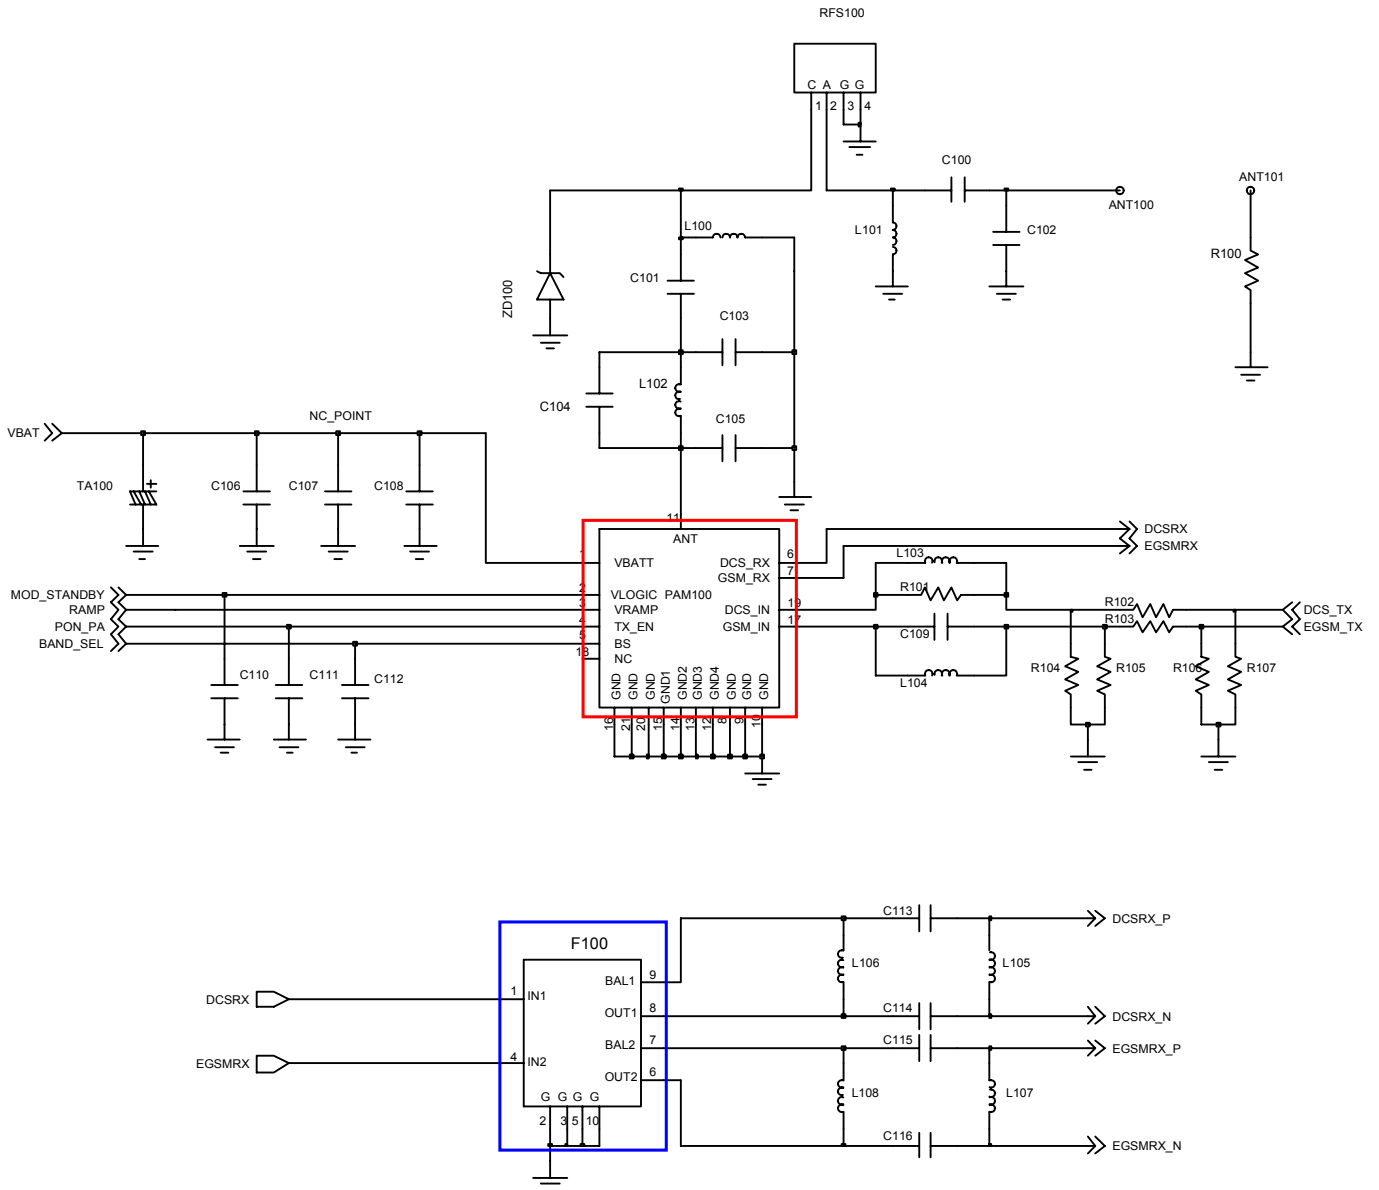 RFS100
C A G G
1 2 3 4
C100
ANT101
ANT100
L100
L101
C102
R100
C101
ZD100
C103
L102
C104
C105
NC_POINT
VBAT
TA100
+
C106
C107
C108
11
ANT
DCSRX
EGSMRX
1
VBATT
DCS_RX
6
GSM_RX
7
L103
MOD_STANDBY
2
VLOGIC
PAM100
R101
RAMP
3
VRAMP
DCS_IN
19
R102
DCS_TX
PON_PA
4
TX_EN
GSM_IN
17
C109
R103
EGSM_TX
BAND_SEL
5
BS
18
NC
C110
C111
C112
L104
R104
R105
R106
R107
GND GND GND GND1 GND2 GND3 GND4 GND GND GND
16 21 20 15 14 13 12 8 9 10
F100
C113
DCSRX_P
BAL1
9
L106
L105
DCSRX
1
IN1
OUT1
8
C114
DCSRX_N
BAL2
7
C115
EGSMRX_P
EGSMRX
4
IN2
OUT2
6
L108
L107
G G G G
2 3 5 10
C116
EGSMRX_N